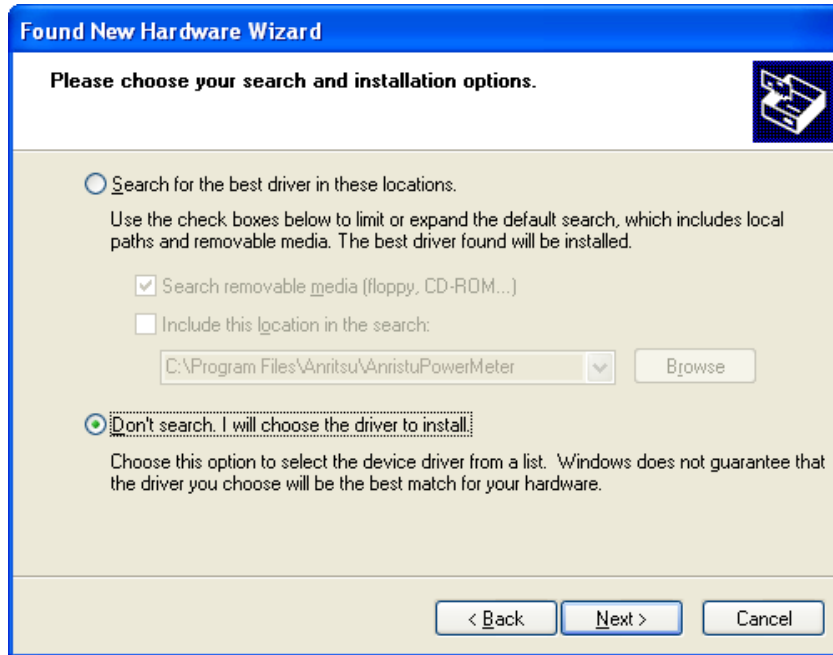 Found New Hardware Wizard
Please choose your search and installation options.
Search for the best driver in these locations.
Use the check boxes below to limit or expand the default search, which includes local
paths and removable media. The best driver found will be installed.
Search removable media (floppy, CD-ROM...)
Include this location in the search:
C:\Program Files\Anritsu\AnristuPowerMeter
Browse
Don't search. I will choose the driver to install.
Choose this option to select the device driver from a list. Windows does not guarantee that
the driver you choose will be the best match for your hardware.
< Back Next > Cancel